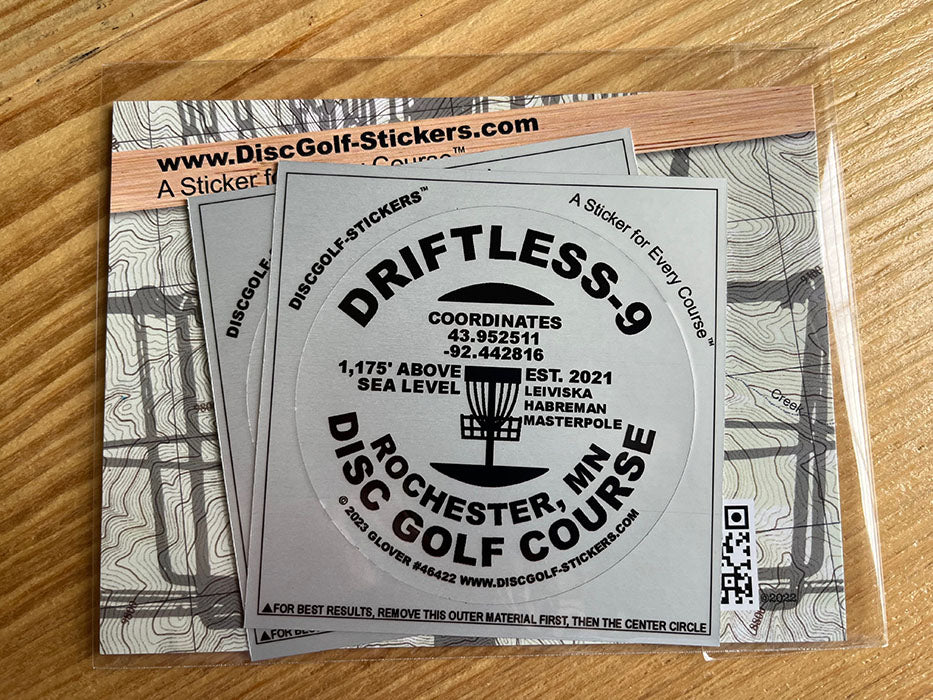 www.DiscGolf-Stickers.com
A Sticker for Every Course™
DISCGOLF-
DISCGOLF-STICKERS™
A Sticker for Every Course™
DRIFTLESS-9
COORDINATES
43.952511
-92.442816
1,175' ABOVE
SEA LEVEL
EST. 2021
LEIVISKA
HABREMAN
MASTERPOLE
ROCHESTER, MN
DISC GOLF COURSE
© 2023 GLOVER #46422 WWW.DISCGOLF-STICKERS.COM
▲FOR BEST RESULTS, REMOVE THIS OUTER MATERIAL FIRST, THEN THE CENTER CIRCLE
▲FOR
Creek
©2022